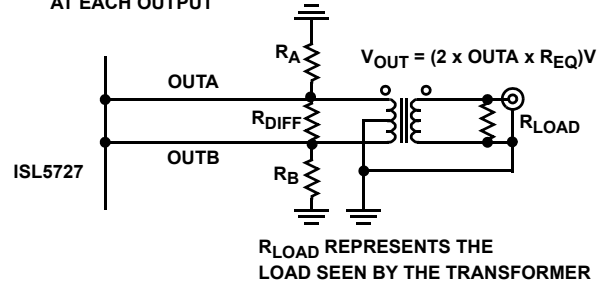 AT EACH OUTPUT
RA
VOUT = (2 x OUTA x REQ)V
OUTA
RDIFF
RLOAD
OUTB
ISL5727
RB
RLOAD REPRESENTS THE
LOAD SEEN BY THE TRANSFORMER